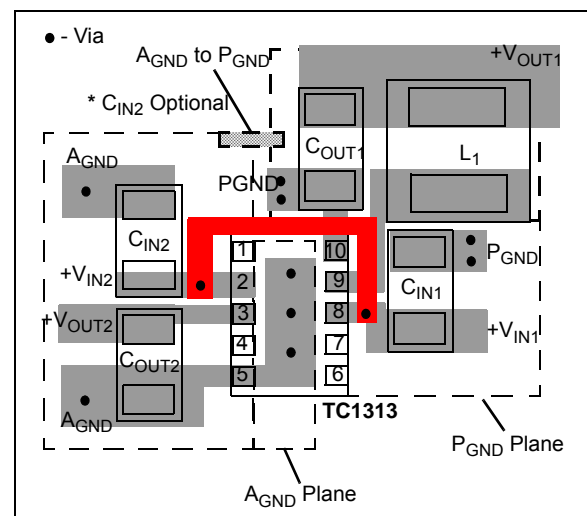 ● - Via
AGND to PGND
* CIN2 Optional
+VOUT1
AGND
COUT1
L1
PGND
CIN2
1
10
PGND
+VIN2
2
9
CIN1
+VOUT2
3
8
+VIN1
COUT2
4
7
5
6
AGND
TC1313
PGND Plane
AGND Plane